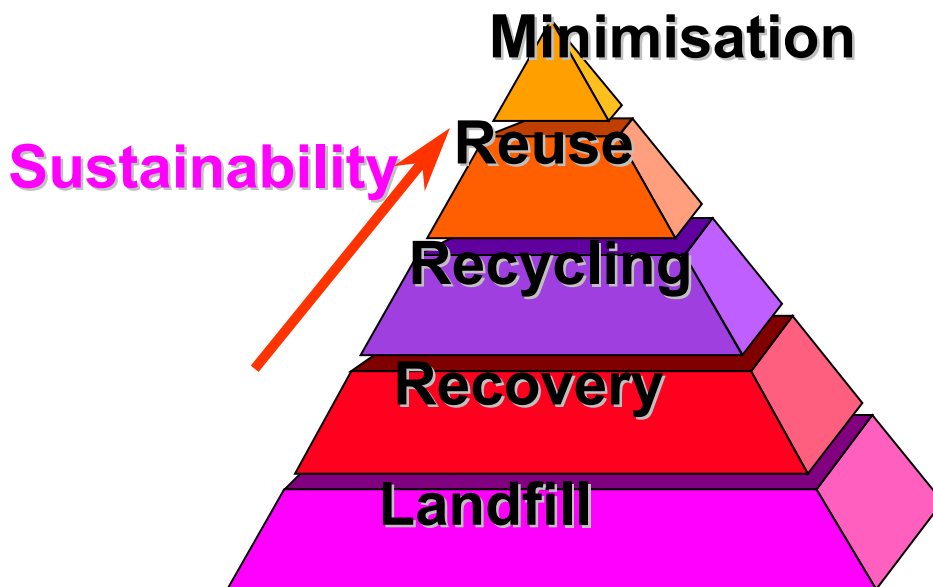 Minimisation
Reuse
Sustainability
Recycling
Recovery
Landfill